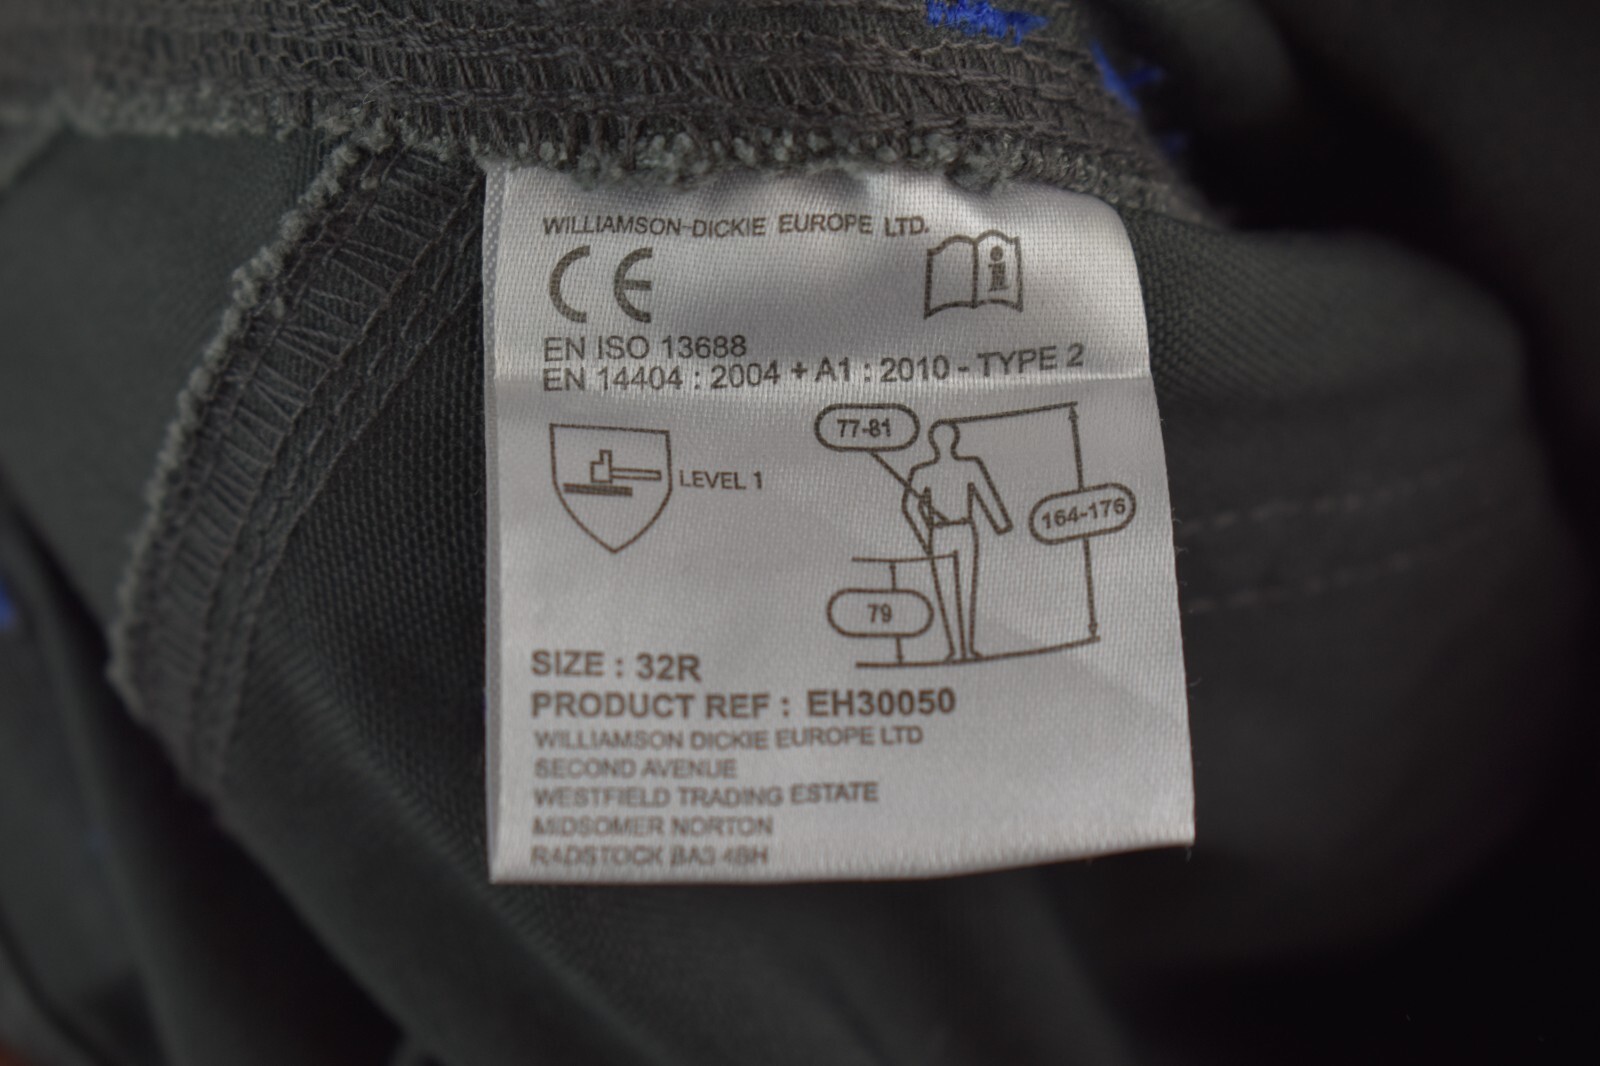 WILLIAMSON-DICKIE EUROPE LTD.
CE
i
EN ISO 13688
EN 14404 : 2004 + A1 : 2010 - TYPE 2
77-81
LEVEL 1
164-176
79
SIZE : 32R
PRODUCT REF : EH30050
WILLIAMSON DICKIE EUROPE LTD
SECOND AVENUE
WESTFIELD TRADING ESTATE
MIDSOMER NORTON
RADSTOCK BA3 4BH